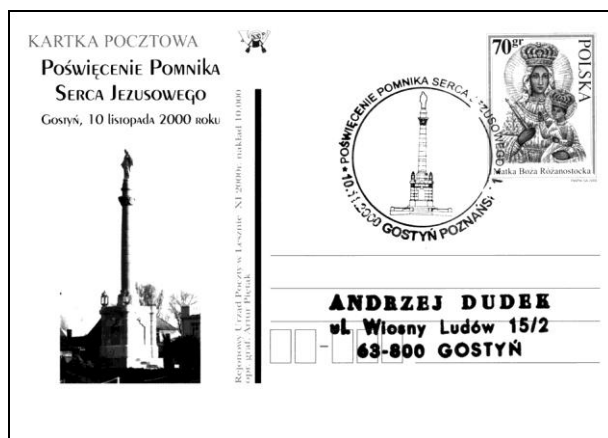 KARTKA POCZTOWA
POŚWIĘCENIE POMNIKA
SERCA JEZUSOWEGO
GOSTYŃ, 10 LISTOPADA 2000 ROKU
Rejonowy Urząd Poczty w Lesznie XI 2000r. nakład 10.000
opr. graf. Artur Piętak
* POŚWIĘCENIE POMNIKA SERCA JEZUSOWEGO *
10.11.2000 GOSTYŃ POZNAŃSKI 1
70gr
POLSKA
Matka Boża Różanostocka
ANDRZEJ DUDEK
ul. Wiosny Ludów 15/2
63-800 GOSTYŃ